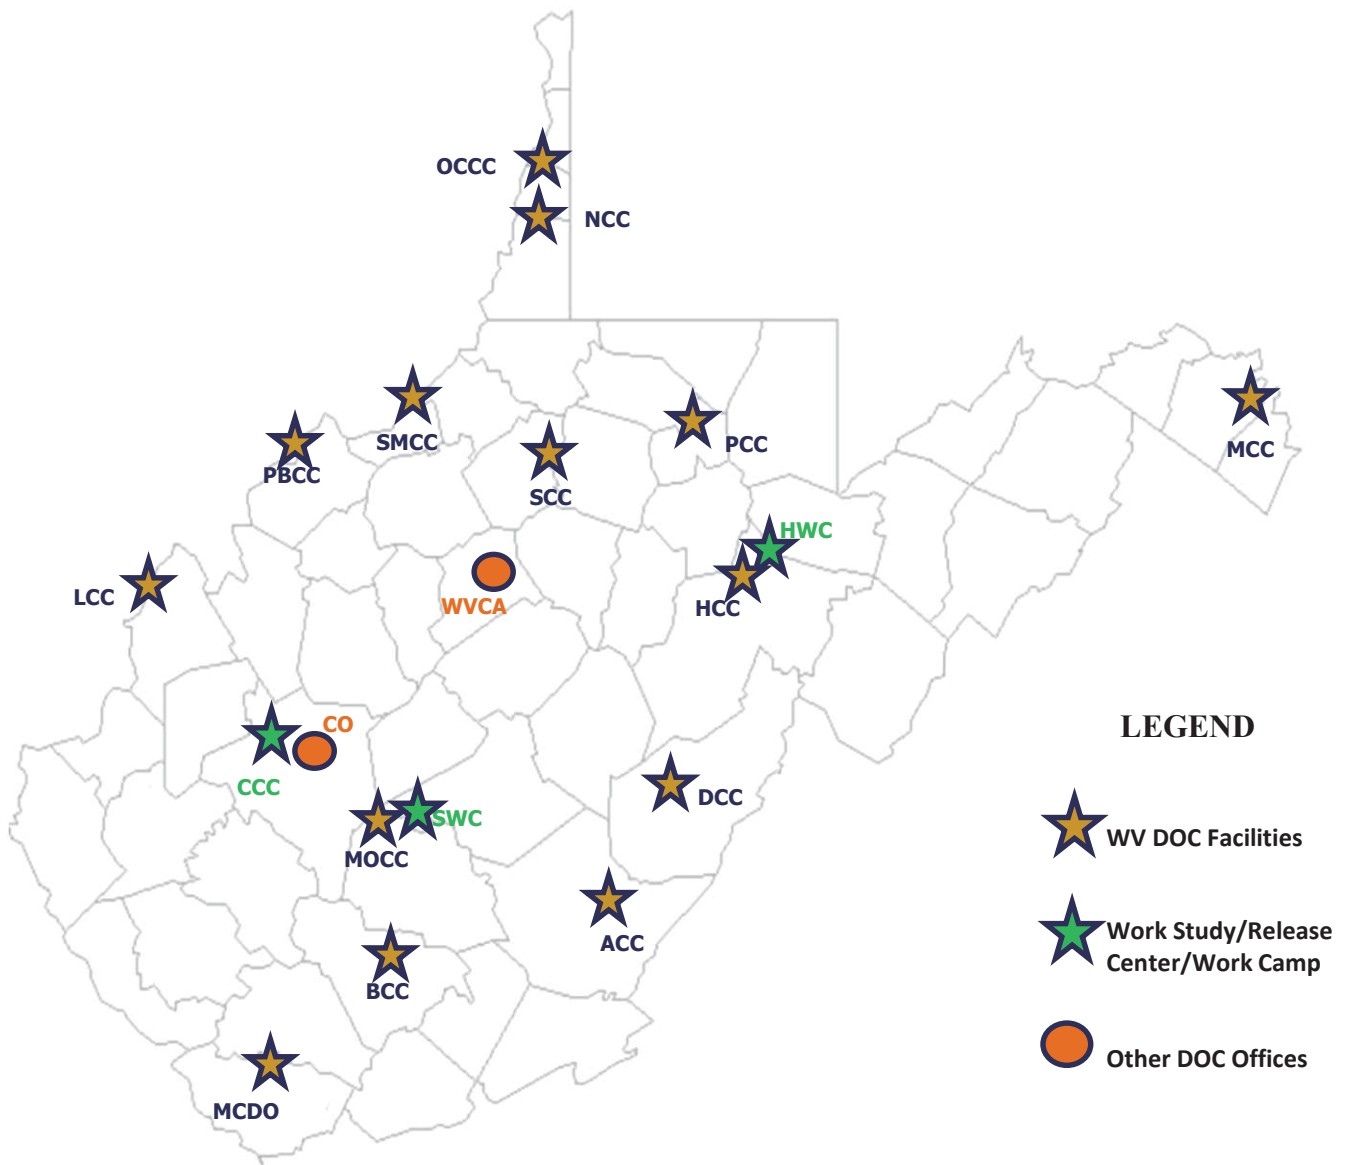 OCCC
NCC
SMCC
PBCC
PCC
MCC
SCC
HWC
LCC
WVCA
HCC
CO
CCC
DCC
SWC
MOCC
ACC
BCC
MCDO
LEGEND
WV DOC Facilities
Work Study/Release
Center/Work Camp
Other DOC Offices